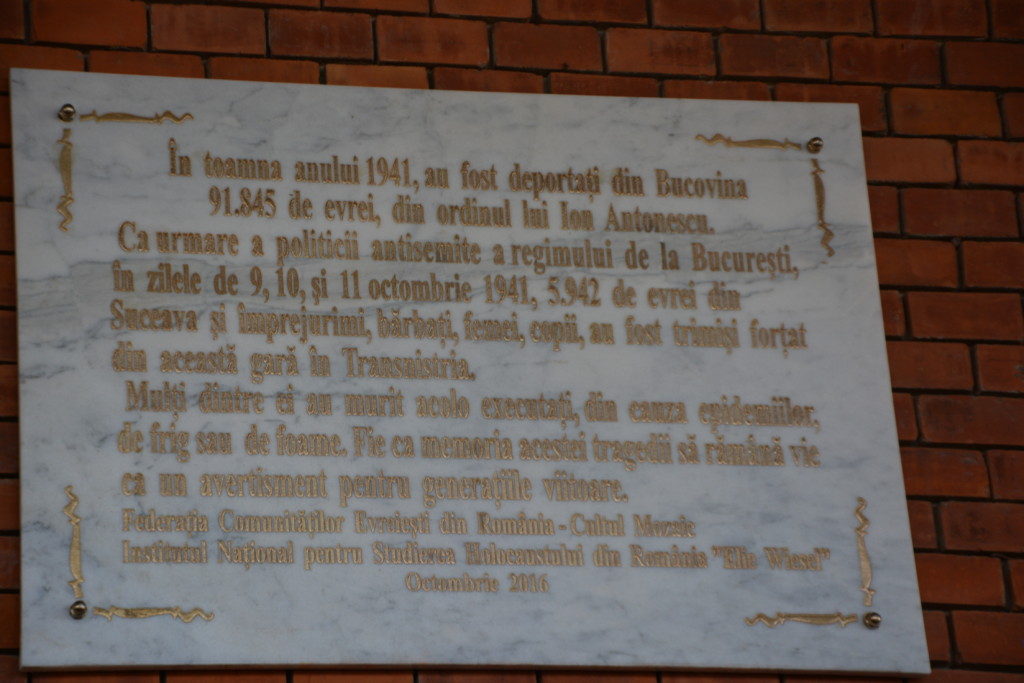 În toamna anului 1941, au fost deportați din Bucovina
91.845 de evrei, din ordinul lui Ion Antonescu.
Ca urmare a politicii antisemite a regimului de la București,
în zilele de 9, 10, și 11 octombrie 1941, 5.942 de evrei din
Suceava și împrejurimi, bărbați, femei, copii, au fost trimiși forțat
din această gară în Transnistria.
Mulți dintre ei au murit acolo executați, din cauza epidemiilor,
de frig sau de foame. Fie ca memoria acestei tragedii să rămână vie
ca un avertisment pentru generațiile viitoare.
Federația Comunităților Evreiești din România - Cultul Mozaic
Institutul Național pentru Studierea Holocaustului din România "Elie Wiesel"
Octombrie 2016